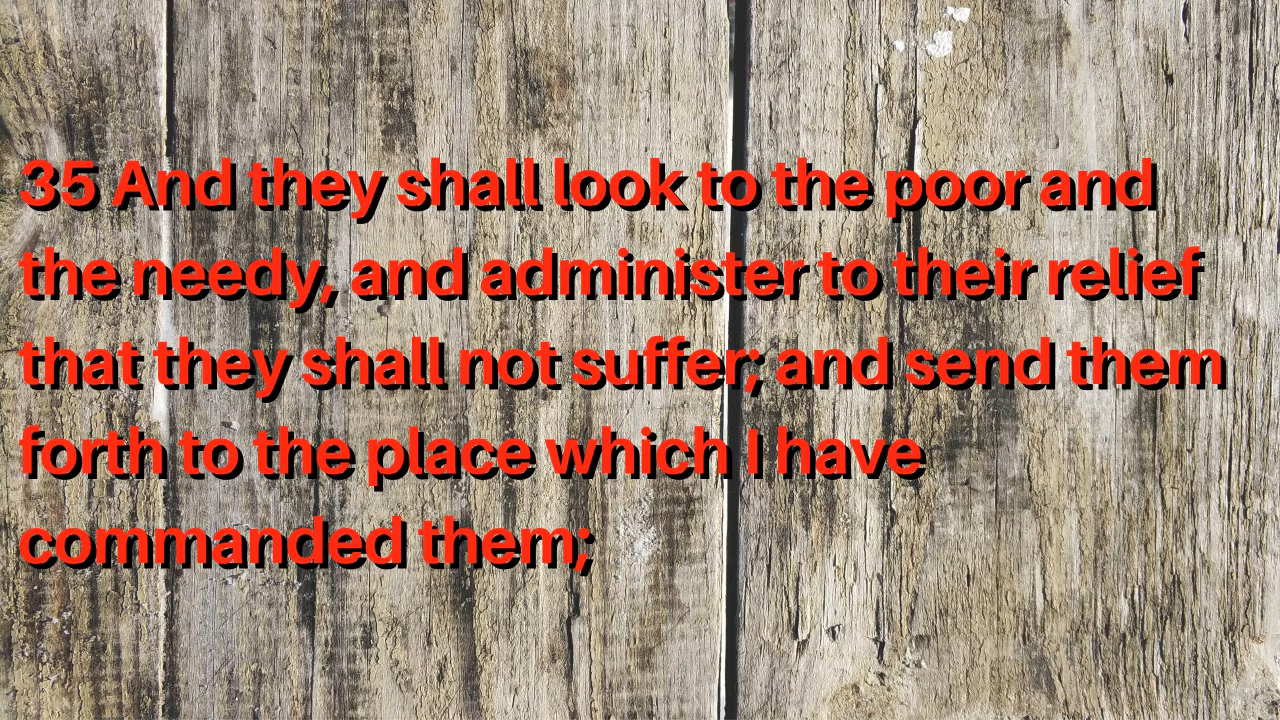 35 And they shall look to the poor and
the needy, and administer to their relief
that they shall not suffer; and send them
forth to the place which I have
commanded them;